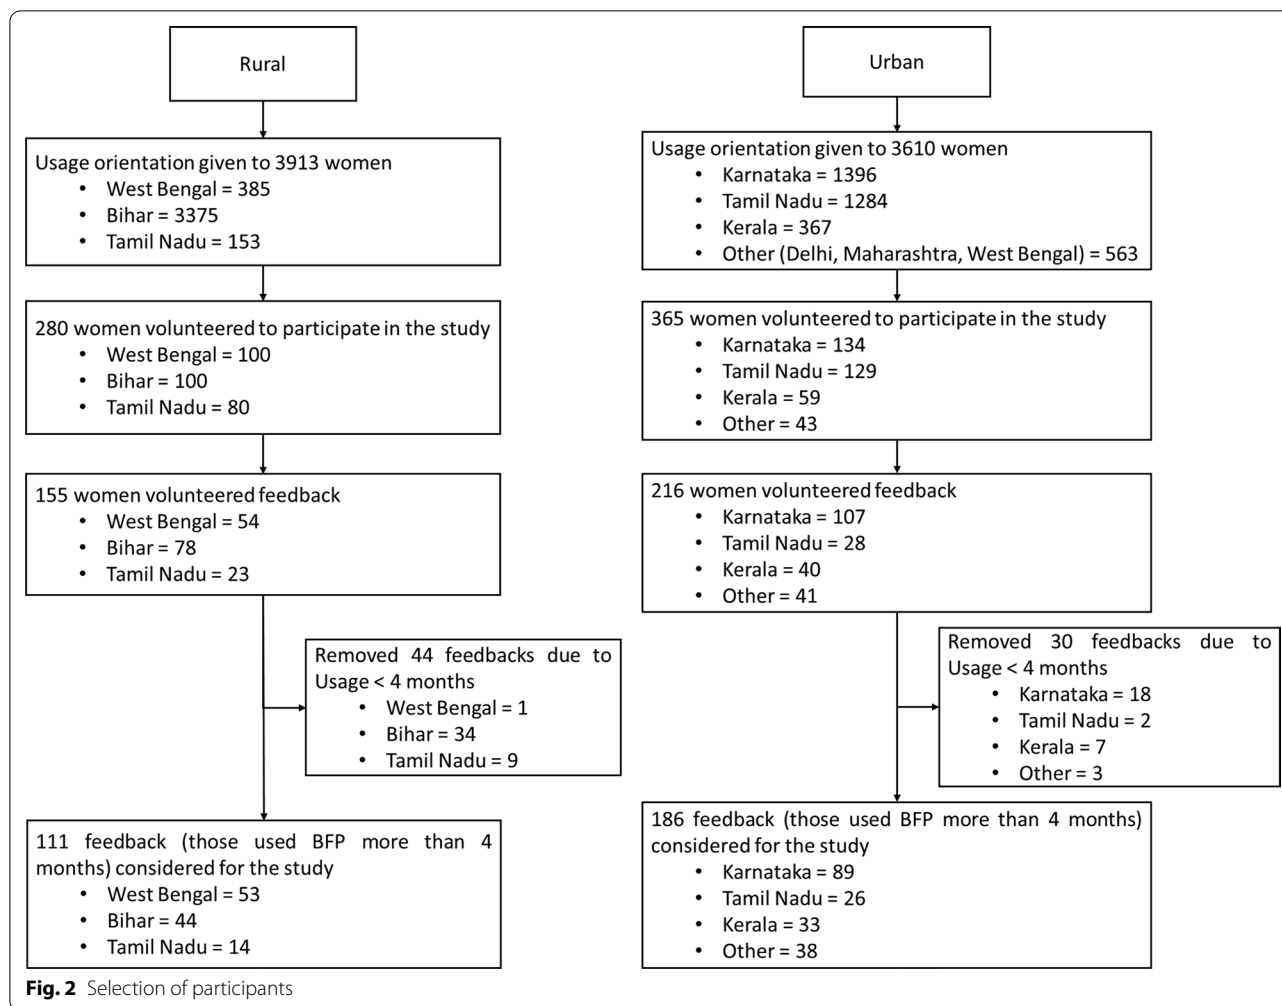 Rural
Usage orientation given to 3913 women
• West Bengal = 385
• Bihar = 3375
• Tamil Nadu = 153
280 women volunteered to participate in the study
• West Bengal = 100
• Bihar = 100
• Tamil Nadu = 80
155 women volunteered feedback
• West Bengal = 54
• Bihar = 78
• Tamil Nadu = 23
Removed 44 feedbacks due to
Usage < 4 months
• West Bengal = 1
• Bihar = 34
• Tamil Nadu = 9
111 feedback (those used BFP more than 4
months) considered for the study
• West Bengal = 53
• Bihar = 44
• Tamil Nadu = 14
Urban
Usage orientation given to 3610 women
• Karnataka = 1396
• Tamil Nadu = 1284
• Kerala = 367
• Other (Delhi, Maharashtra, West Bengal) = 563
365 women volunteered to participate in the study
• Karnataka = 134
• Tamil Nadu = 129
• Kerala = 59
• Other = 43
216 women volunteered feedback
• Karnataka = 107
• Tamil Nadu = 28
• Kerala = 40
• Other = 41
Removed 30 feedbacks due to
Usage < 4 months
• Karnataka = 18
• Tamil Nadu = 2
• Kerala = 7
• Other = 3
186 feedback (those used BFP more than 4 months)
considered for the study
• Karnataka = 89
• Tamil Nadu = 26
• Kerala = 33
• Other = 38
Fig. 2 Selection of participants